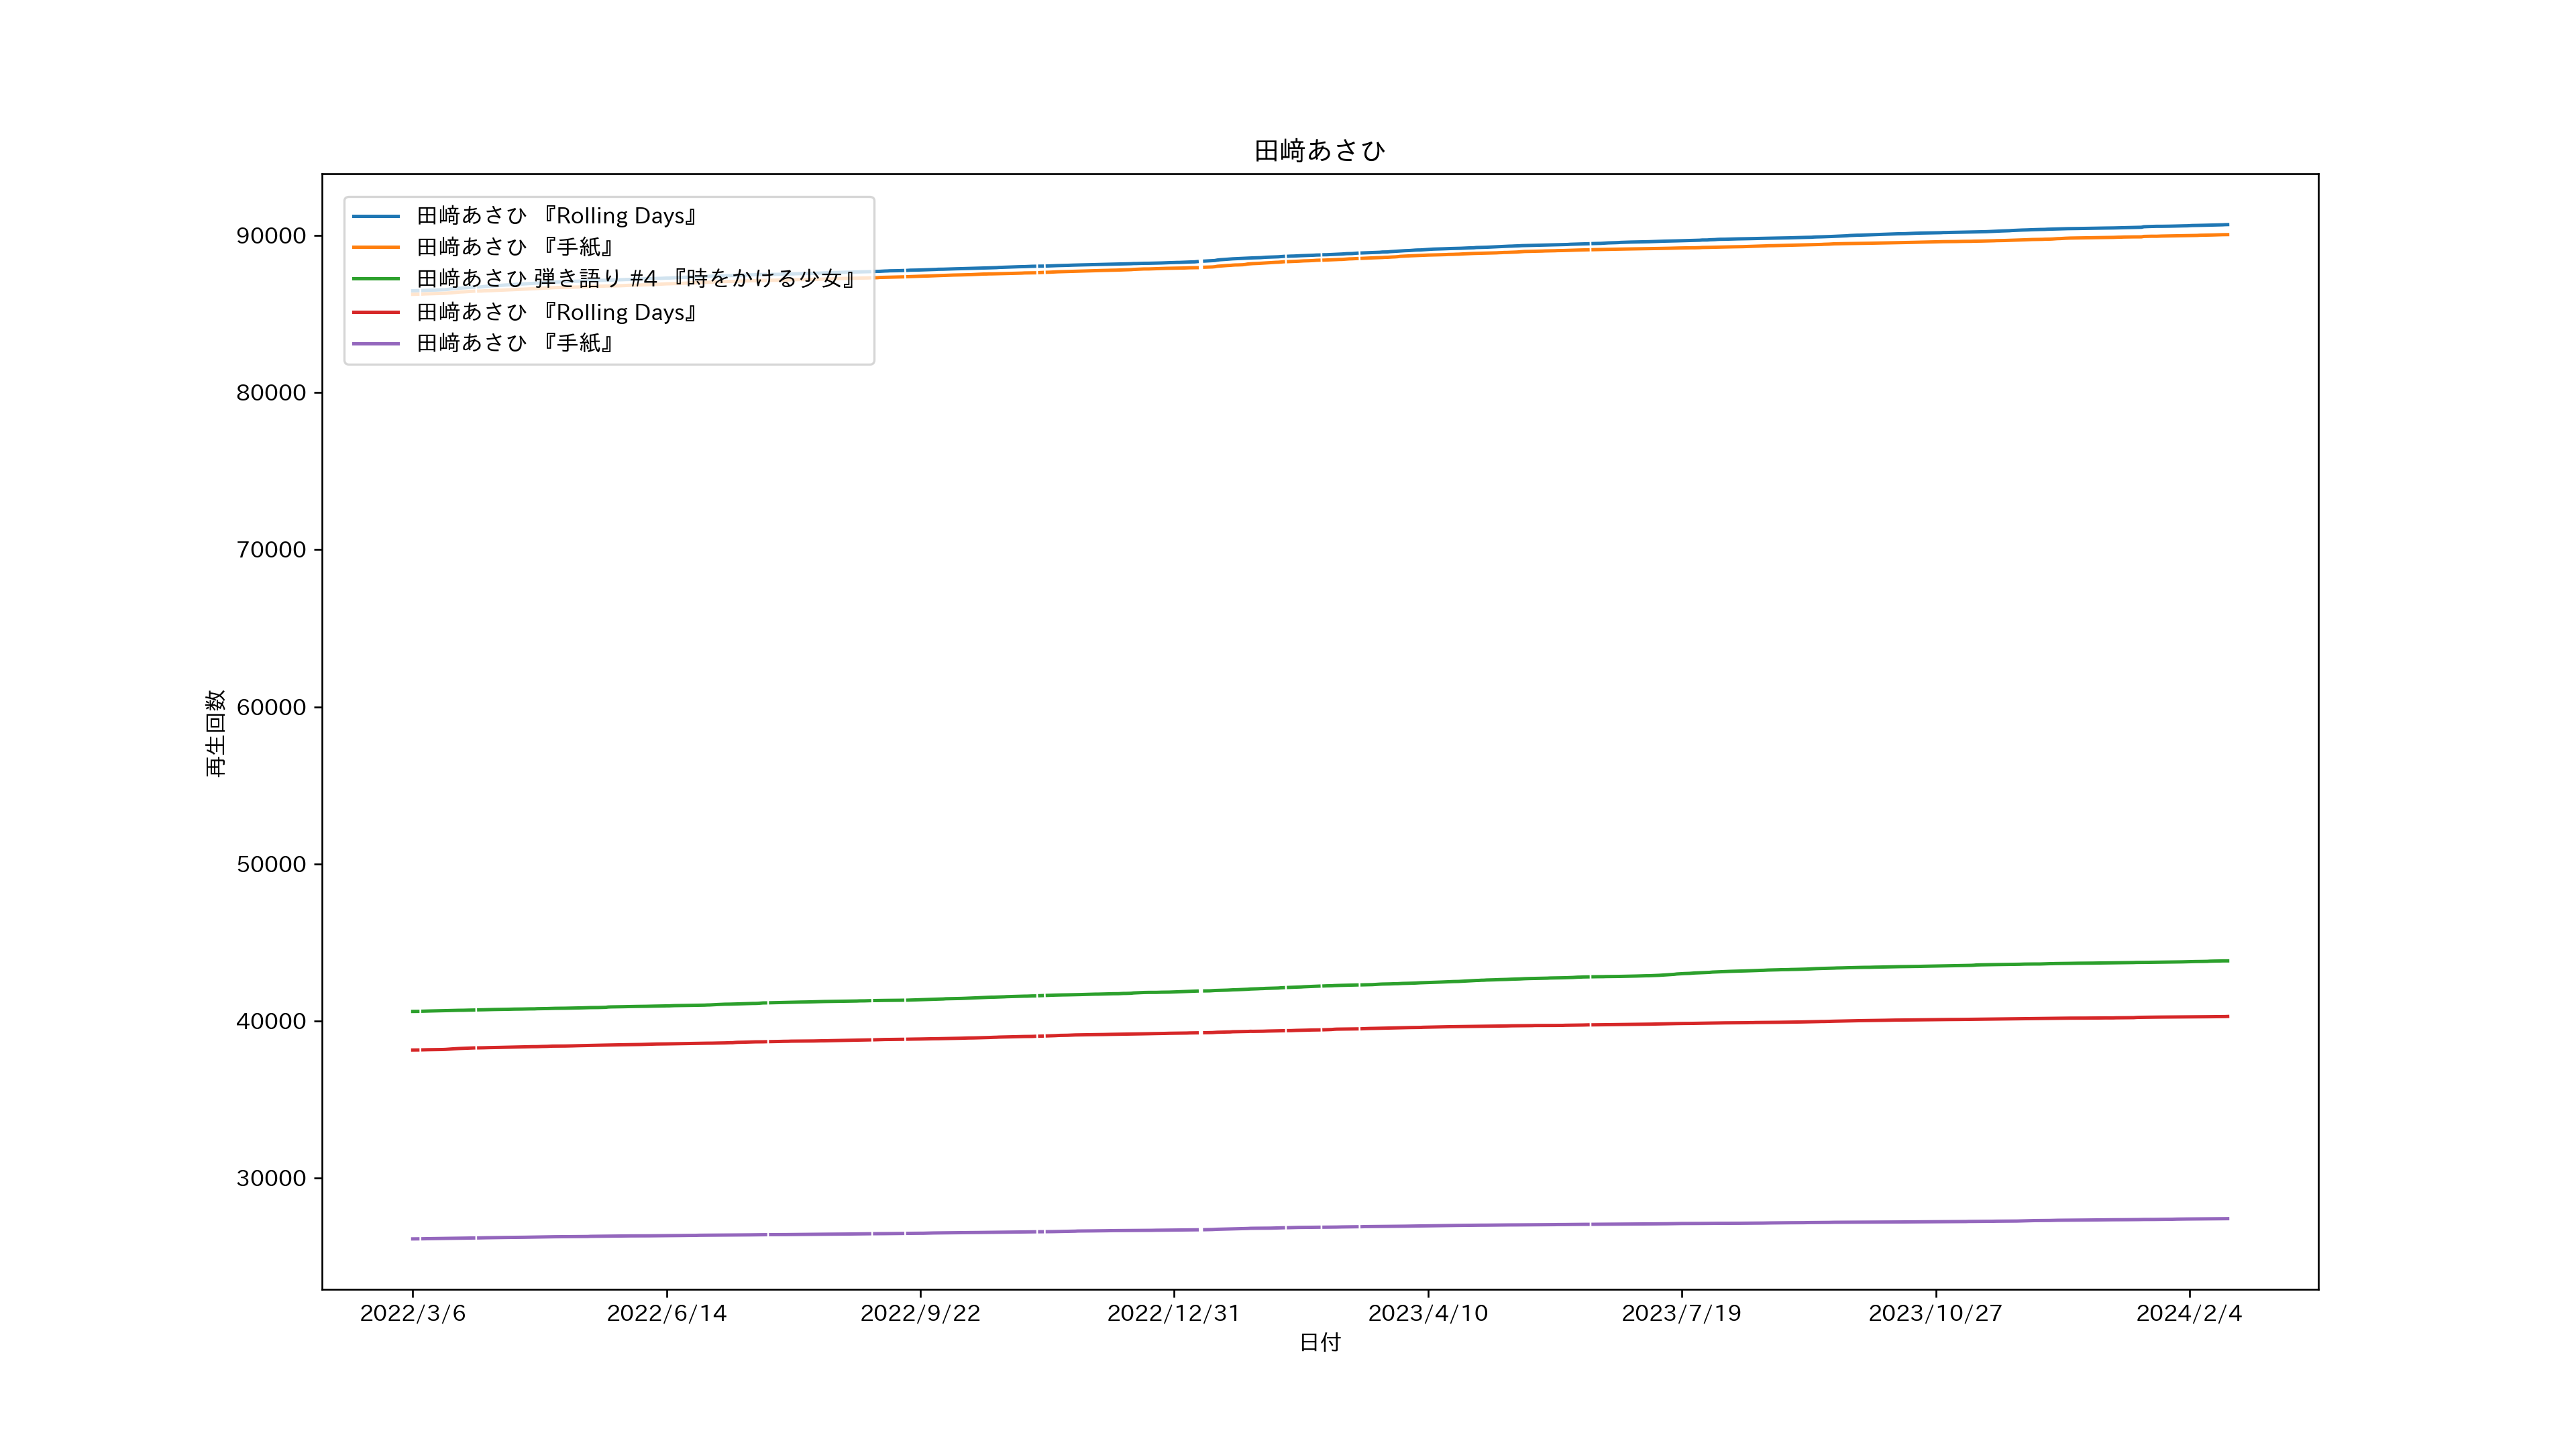 田﨑あさひ
田﨑あさひ 『Rolling Days』
田﨑あさひ 『手紙』
田﨑あさひ 弾き語り #4 『時をかける少女』
田﨑あさひ 『Rolling Days』
田﨑あさひ 『手紙』
90000
80000
70000
60000
50000
40000
30000
再生回数
2022/3/6 2022/6/14 2022/9/22 2022/12/31 2023/4/10 2023/7/19 2023/10/27 2024/2/4
日付